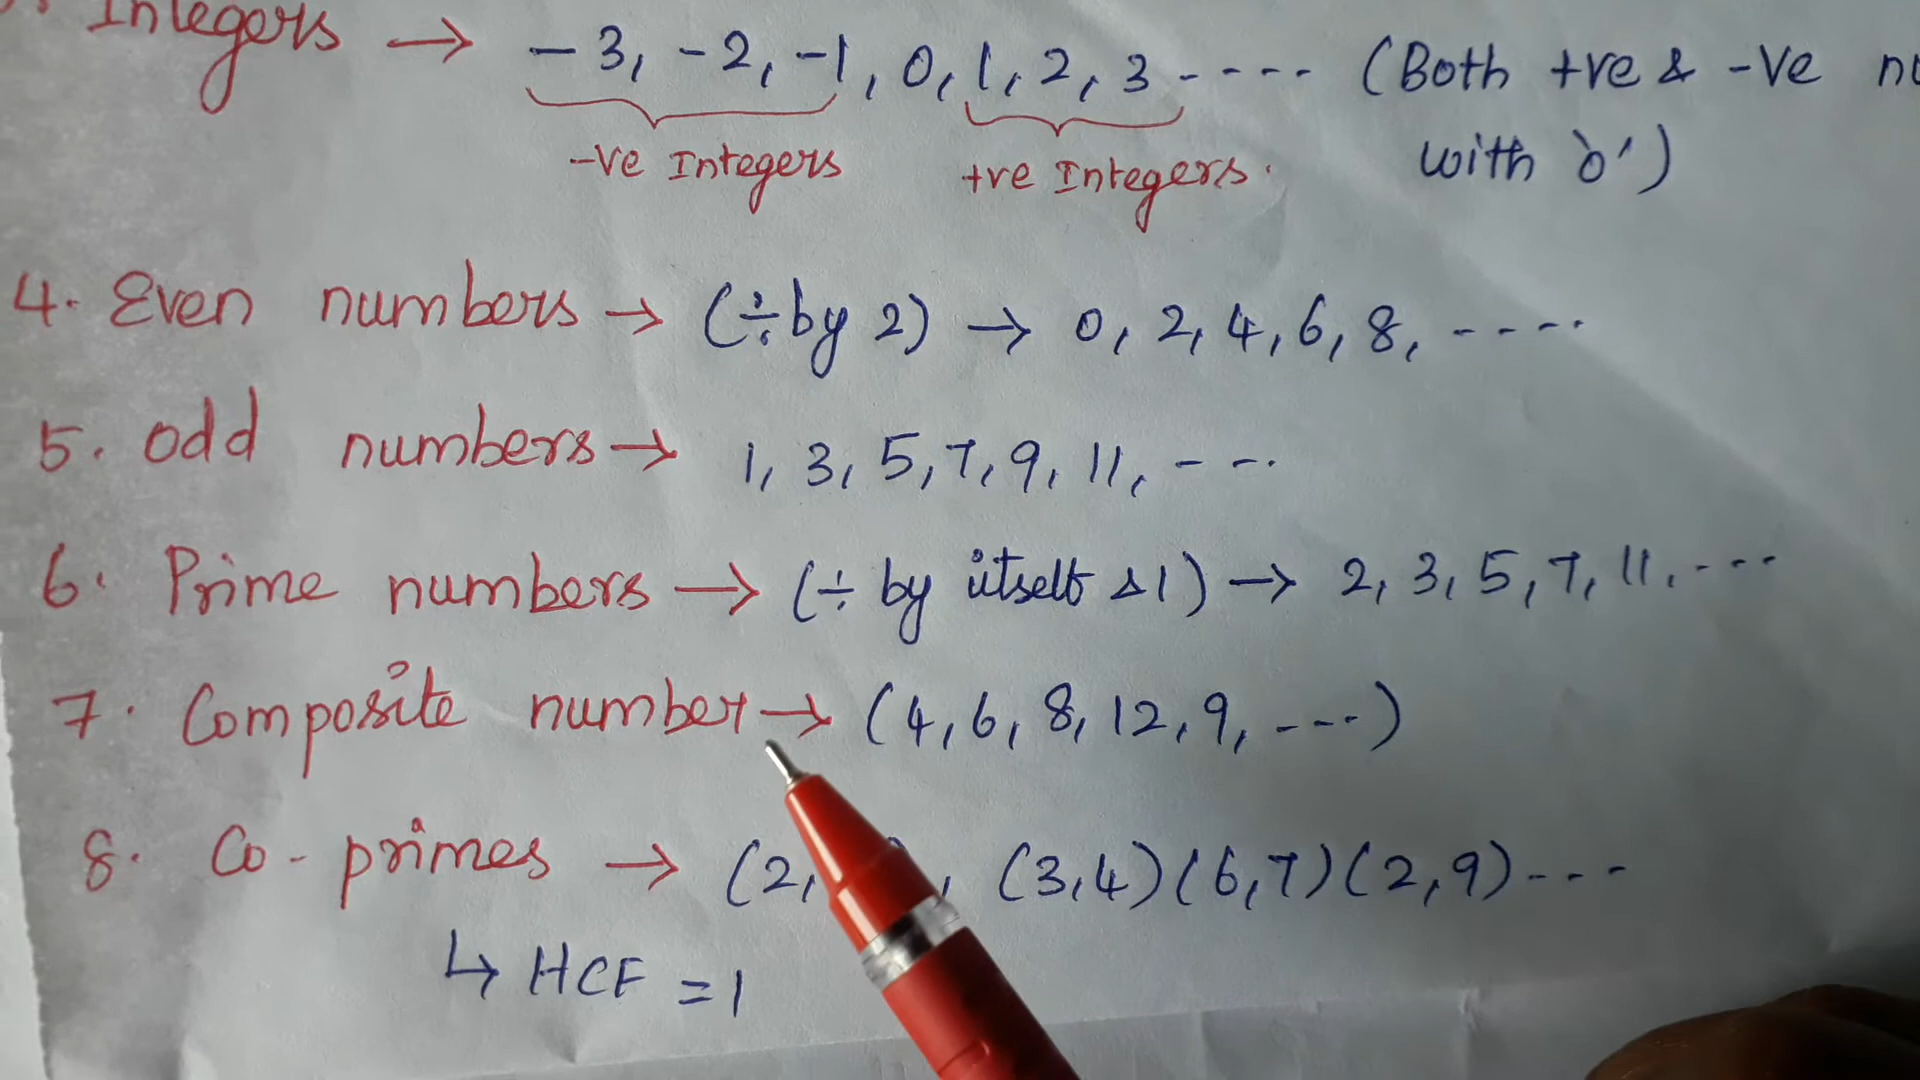 Integers → -3, -2, -1, 0, 1, 2, 3 ---- (Both +ve & -ve
-ve Integers +ve Integers. with 'o')
4. Even numbers → (÷ by 2) → 0, 2, 4, 6, 8, ----
5. Odd numbers → 1, 3, 5, 7, 9, 11, ---
6. Prime numbers → (÷ by itself & 1) → 2, 3, 5, 7, 11, ---
7. Composite number → (4, 6, 8, 12, 9, ---)
8. Co-primes → (2, , (3,4) (6,7) (2,9) ---
↳ HCF = 1